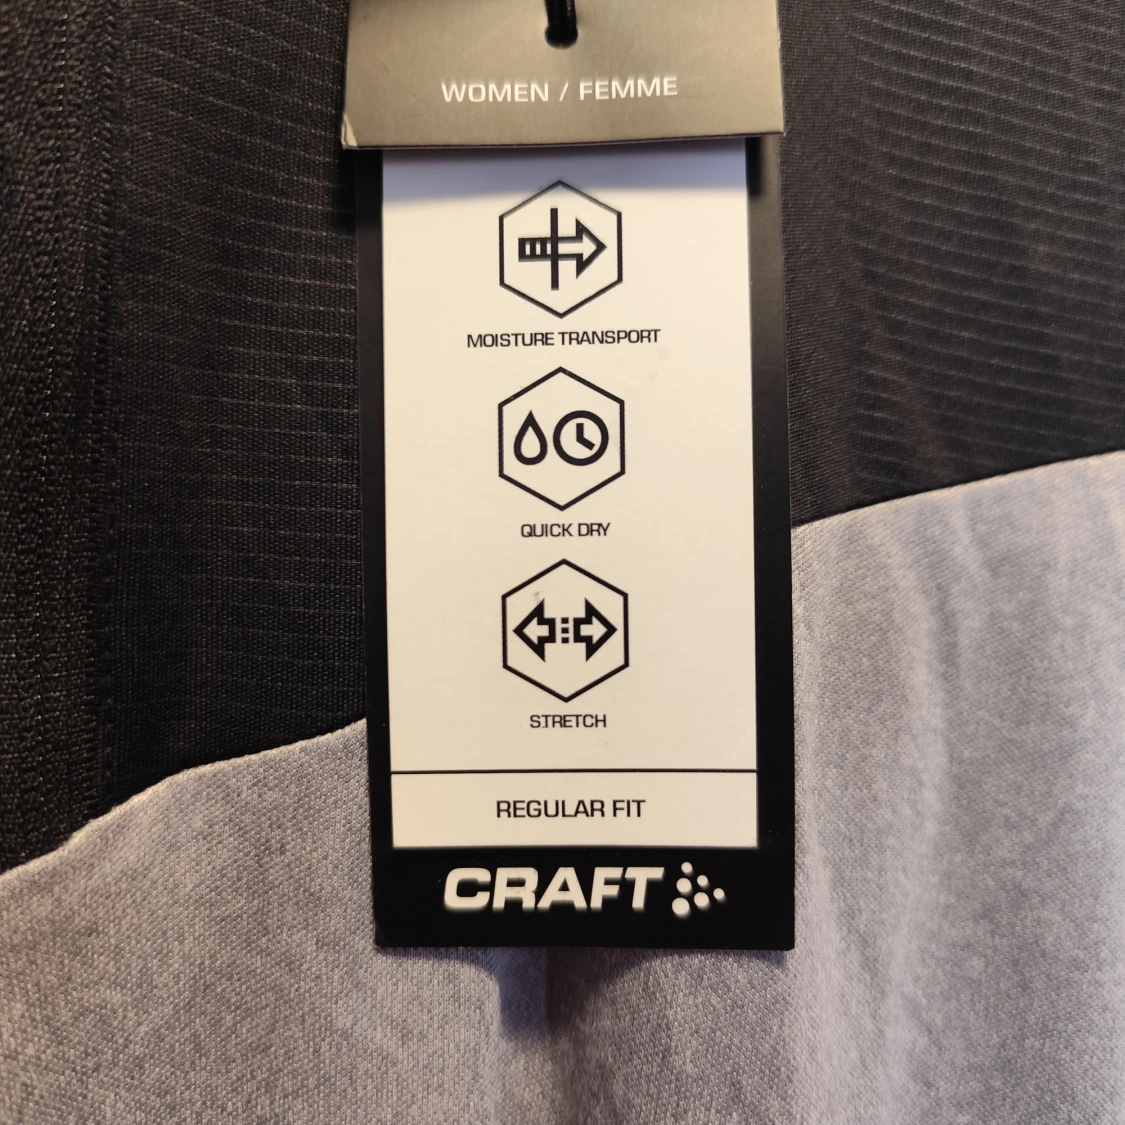 WOMEN / FEMME
MOISTURE TRANSPORT
QUICK DRY
STRETCH
REGULAR FIT
CRAFT